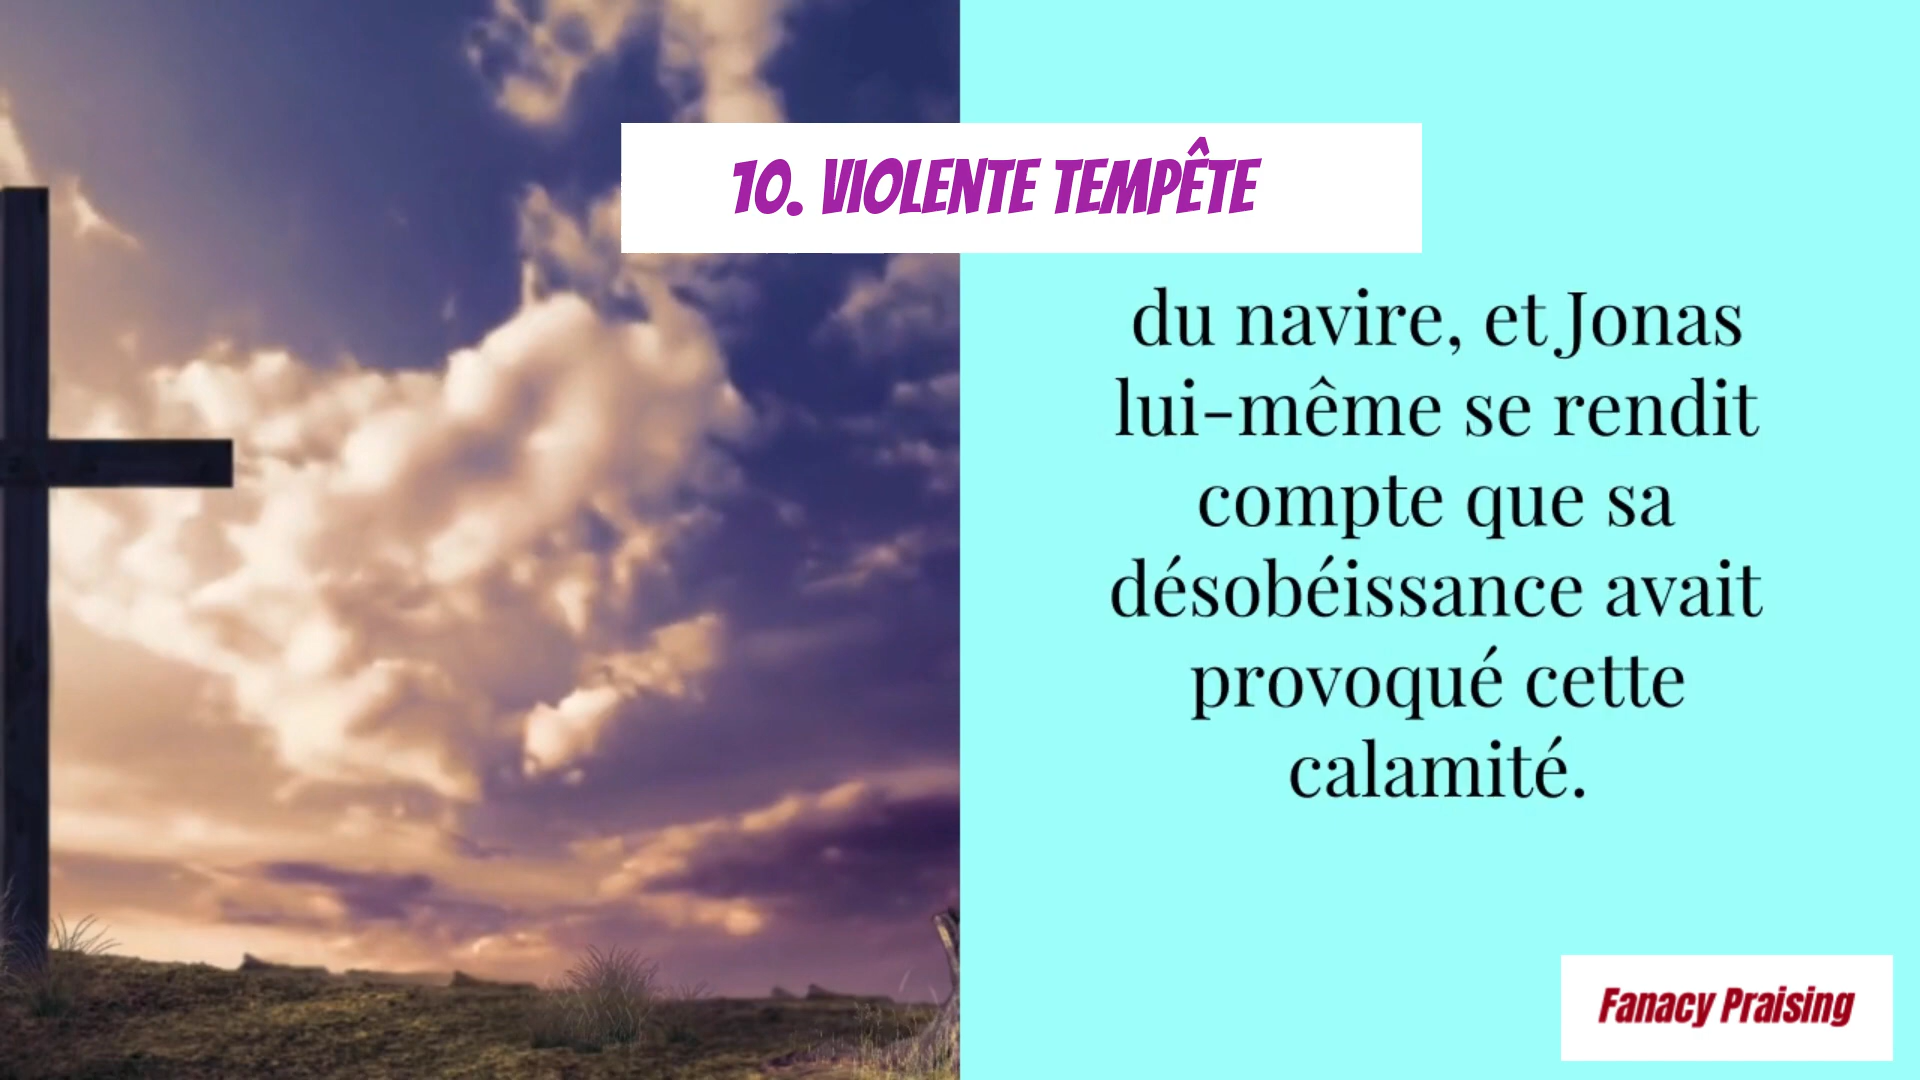 10. VIOLENTE TEMPÊTE
du navire, et Jonas
lui-même se rendit
compte que sa
désobéissance avait
provoqué cette
calamité.
Fanacy Praising